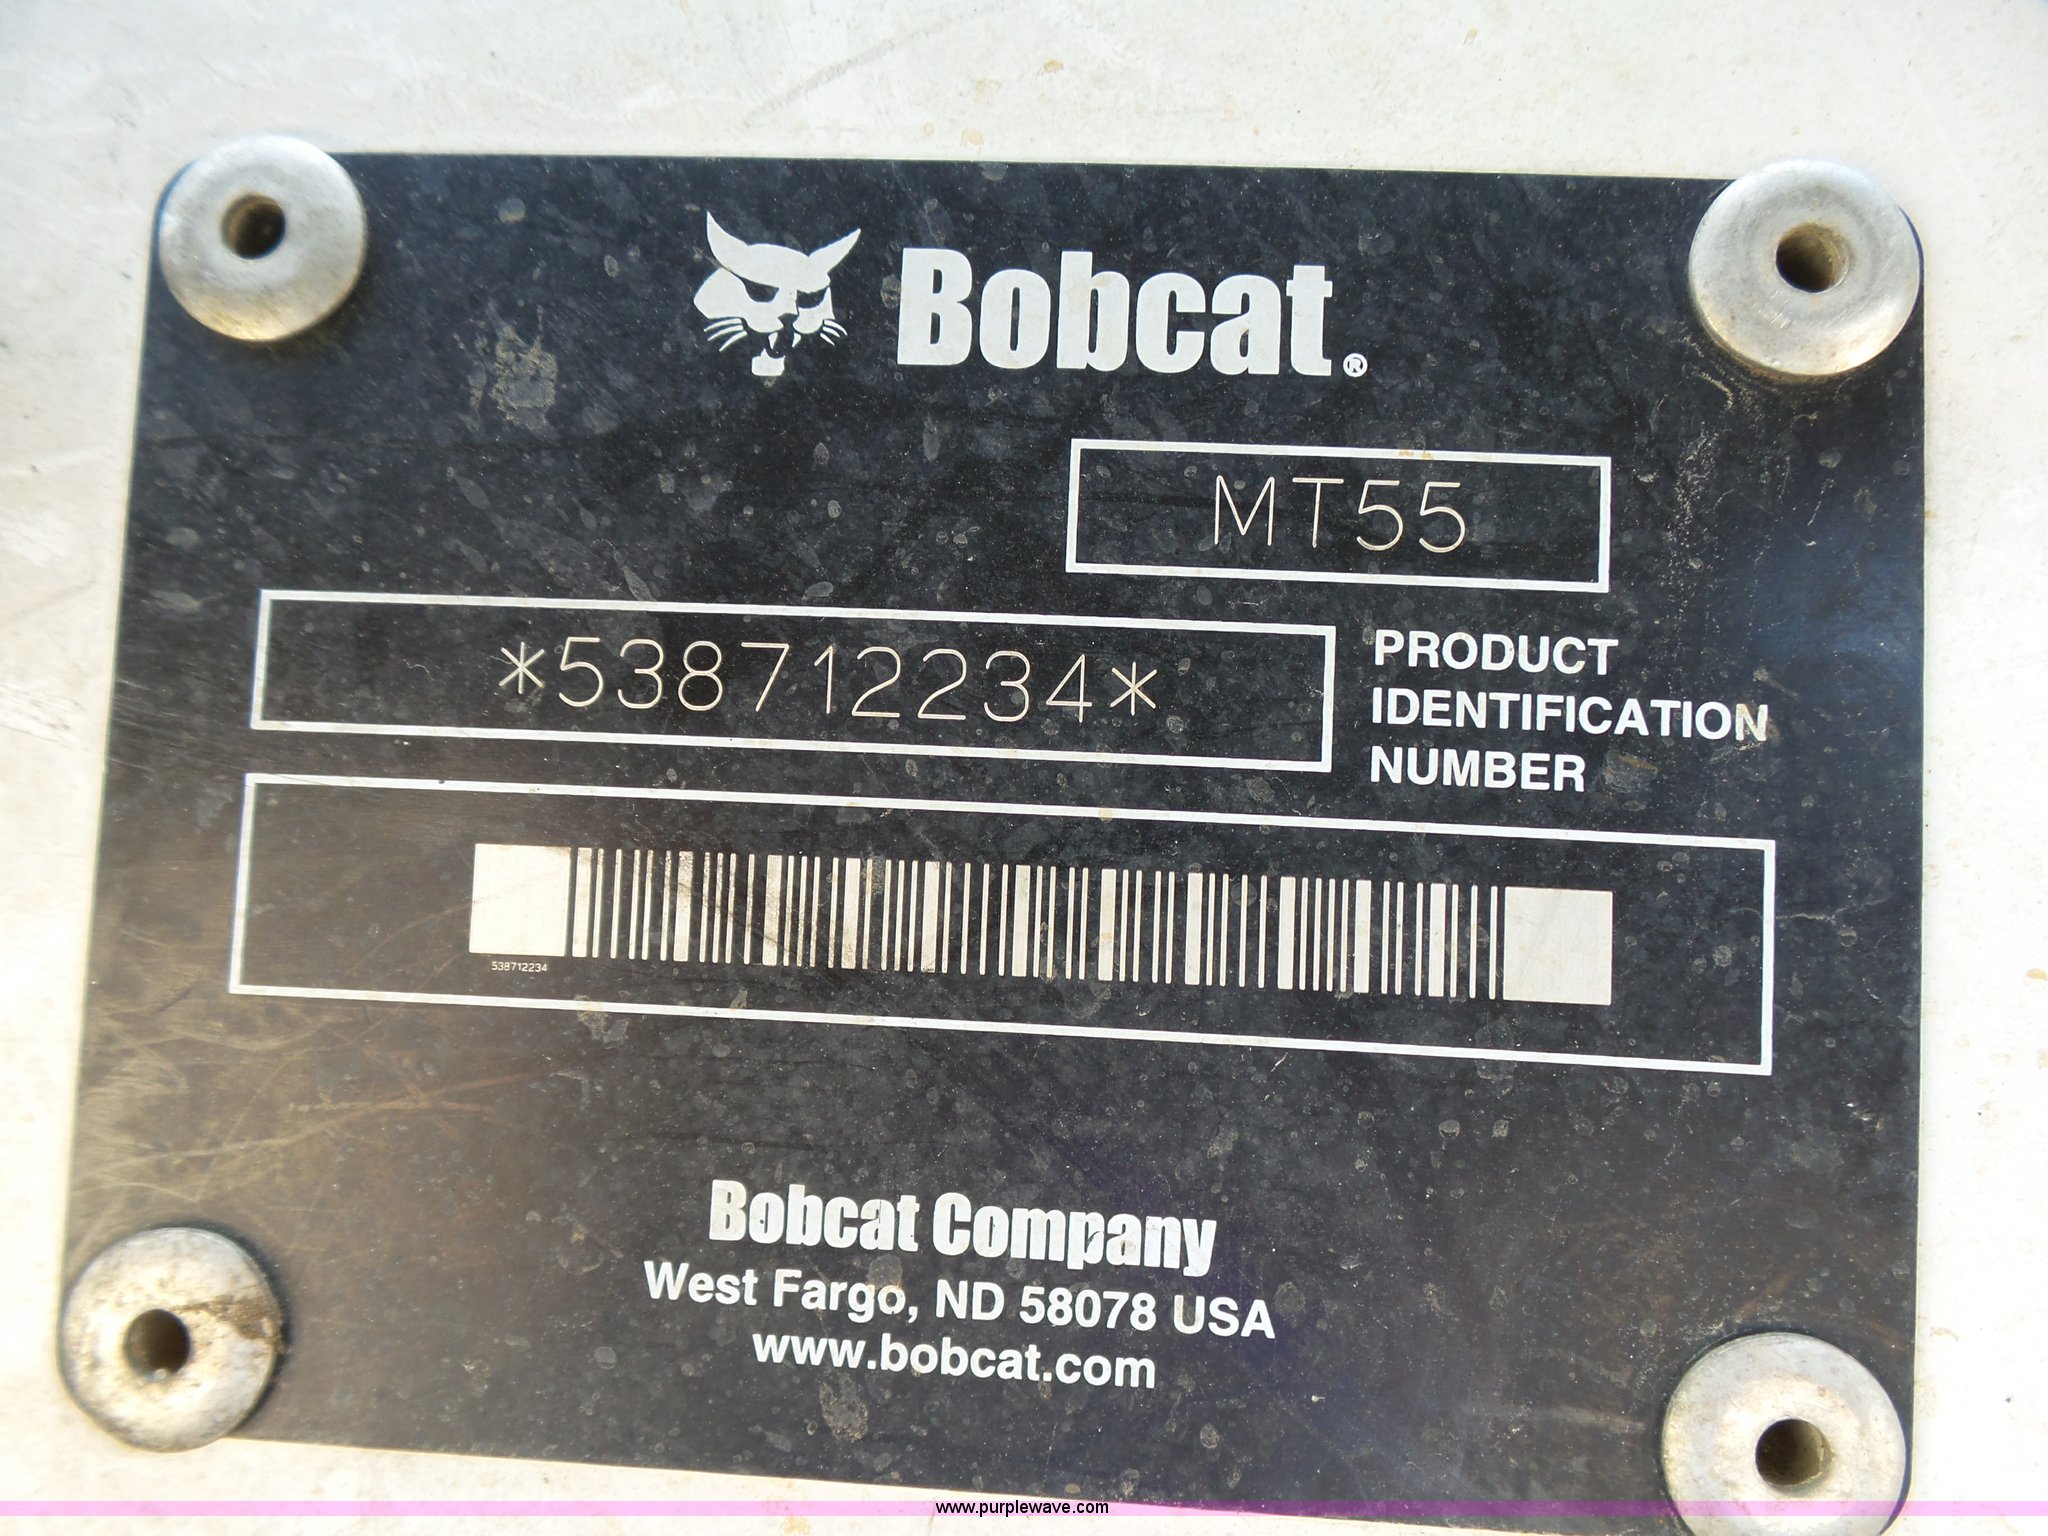 Bobcat®
MT55
*538712234*
PRODUCT
IDENTIFICATION
NUMBER
538712234
Bobcat Company
West Fargo, ND 58078 USA
www.bobcat.com
www.purplewave.com